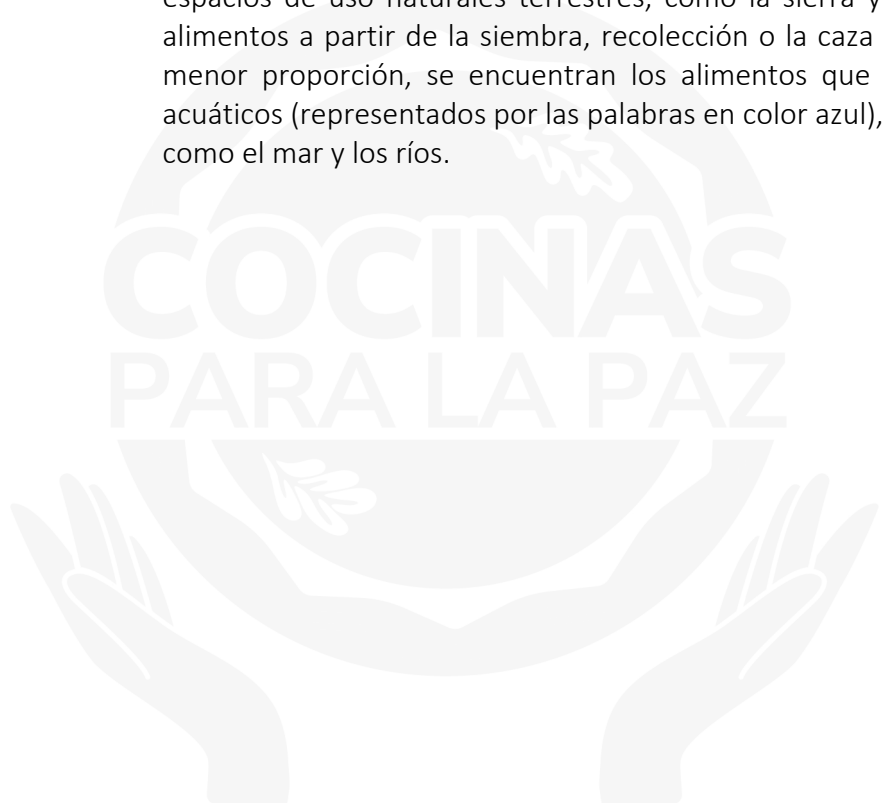 espacios de uso naturales terrestres, como la sierra y
alimentos a partir de la siembra, recolección o la caza
menor proporción, se encuentran los alimentos que
acuáticos (representados por las palabras en color azul),
como el mar y los ríos.
COCINAS
PARA LA PAZ